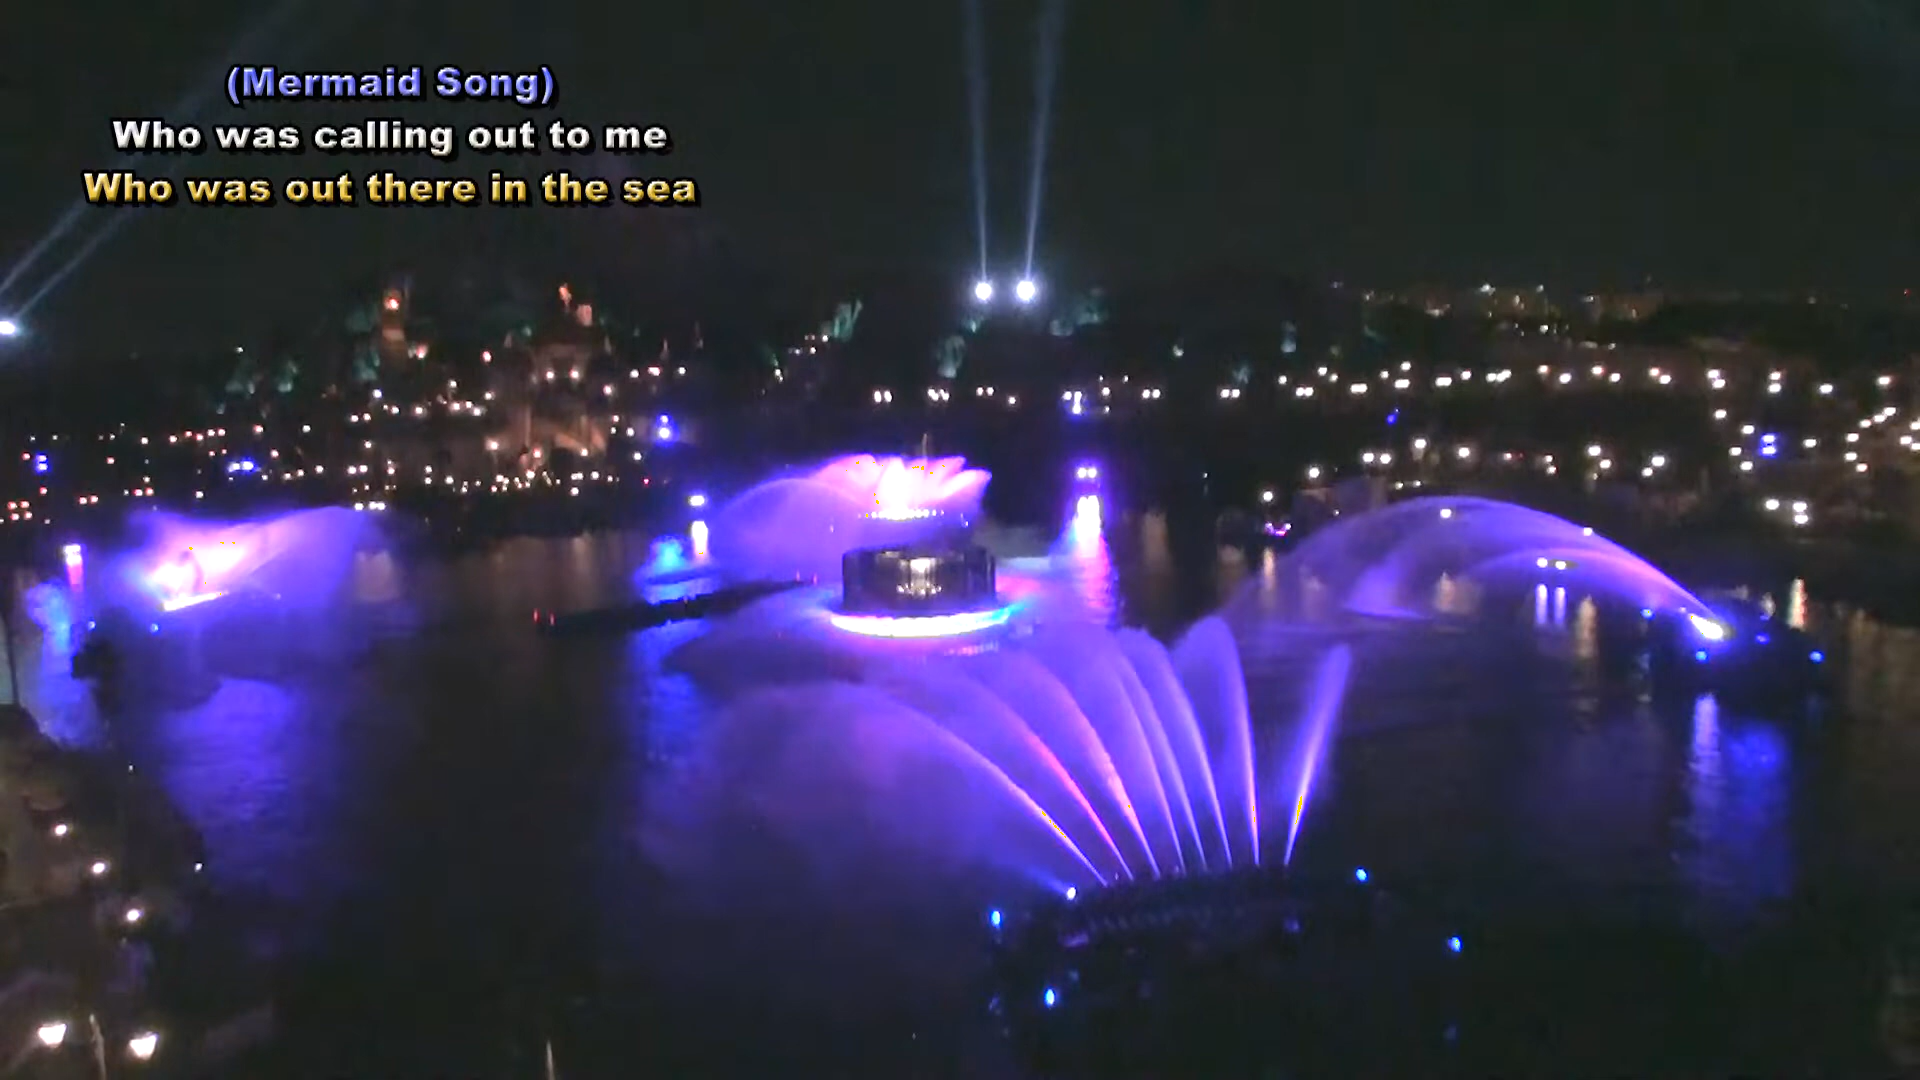 (Mermaid Song)
Who was calling out to me
Who was out there in the sea